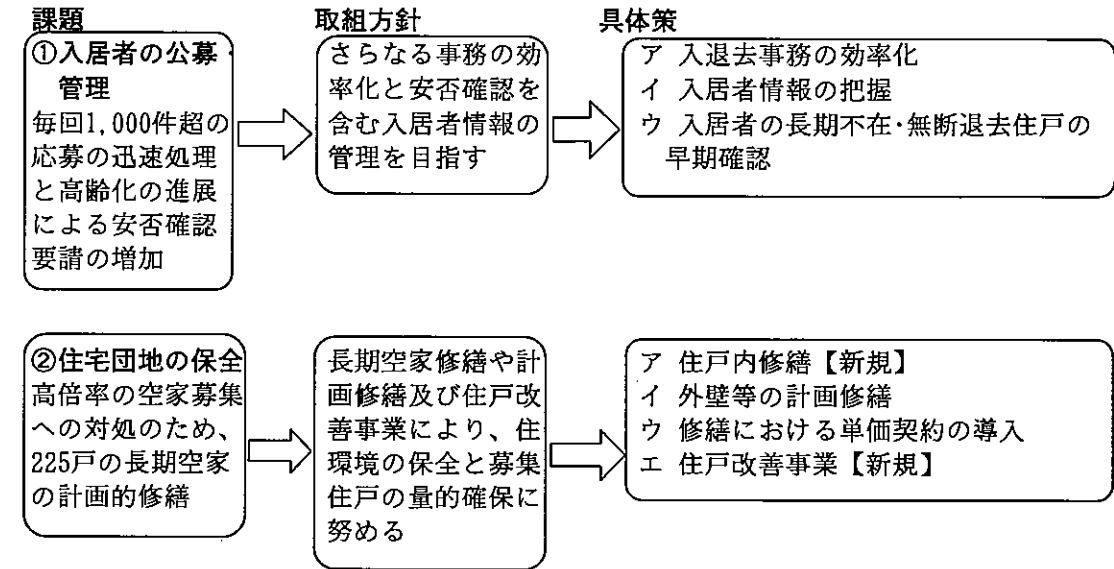 課題
取組方針
具体策
①入居者の公募・
管理
毎回1,000件超の
応募の迅速処理
と高齢化の進展
による安否確認
要請の増加
さらなる事務の効
率化と安否確認を
含む入居者情報の
管理を目指す
ア 入退去事務の効率化
イ 入居者情報の把握
ウ 入居者の長期不在・無断退去住戸の
早期確認
②住宅団地の保全
高倍率の空家募集
への対処のため、
225戸の長期空家
の計画的修繕
長期空家修繕や計
画修繕及び住戸改
善事業により、住
環境の保全と募集
住戸の量的確保に
努める
ア 住戸内修繕【新規】
イ 外壁等の計画修繕
ウ 修繕における単価契約の導入
エ 住戸改善事業【新規】